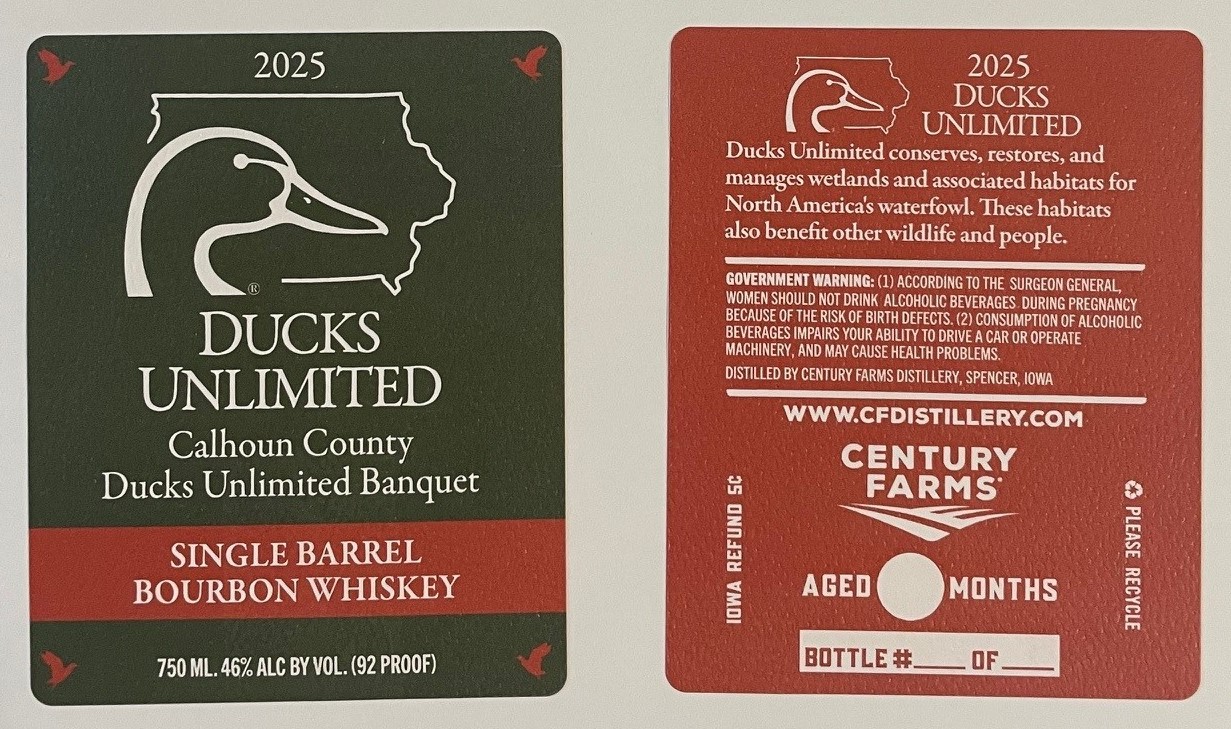 2025
®
DUCKS
UNLIMITED
Calhoun County
Ducks Unlimited Banquet
SINGLE BARREL
BOURBON WHISKEY
750 ML. 46% ALC BY VOL. (92 PROOF)
2025
DUCKS
UNLIMITED
Ducks Unlimited conserves, restores, and
manages wetlands and associated habitats for
North America's waterfowl. These habitats
also benefit other wildlife and people.
GOVERNMENT WARNING: (1) ACCORDING TO THE SURGEON GENERAL,
WOMEN SHOULD NOT DRINK ALCOHOLIC BEVERAGES DURING PREGNANCY
BECAUSE OF THE RISK OF BIRTH DEFECTS. (2) CONSUMPTION OF ALCOHOLIC
BEVERAGES IMPAIRS YOUR ABILITY TO DRIVE A CAR OR OPERATE
MACHINERY, AND MAY CAUSE HEALTH PROBLEMS.
DISTILLED BY CENTURY FARMS DISTILLERY, SPENCER, IOWA
WWW.CFDISTILLERY.COM
CENTURY
FARMS
IOWA REFUND 5C
PLEASE RECYCLE
AGED MONTHS
BOTTLE #____ OF ____